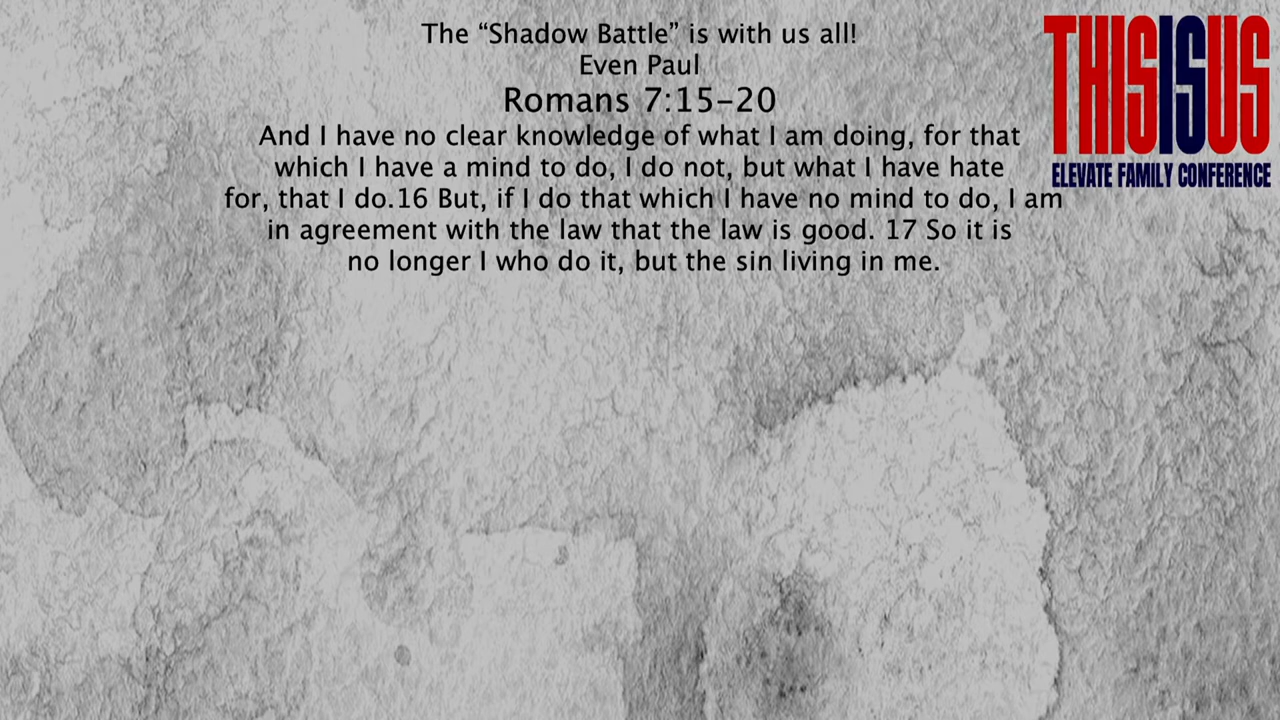 The “Shadow Battle” is with us all!
Even Paul
Romans 7:15-20
And I have no clear knowledge of what I am doing, for that
which I have a mind to do, I do not, but what I have hate
for, that I do.16 But, if I do that which I have no mind to do, I am
in agreement with the law that the law is good. 17 So it is
no longer I who do it, but the sin living in me.
THISISUS
ELEVATE FAMILY CONFERENCE